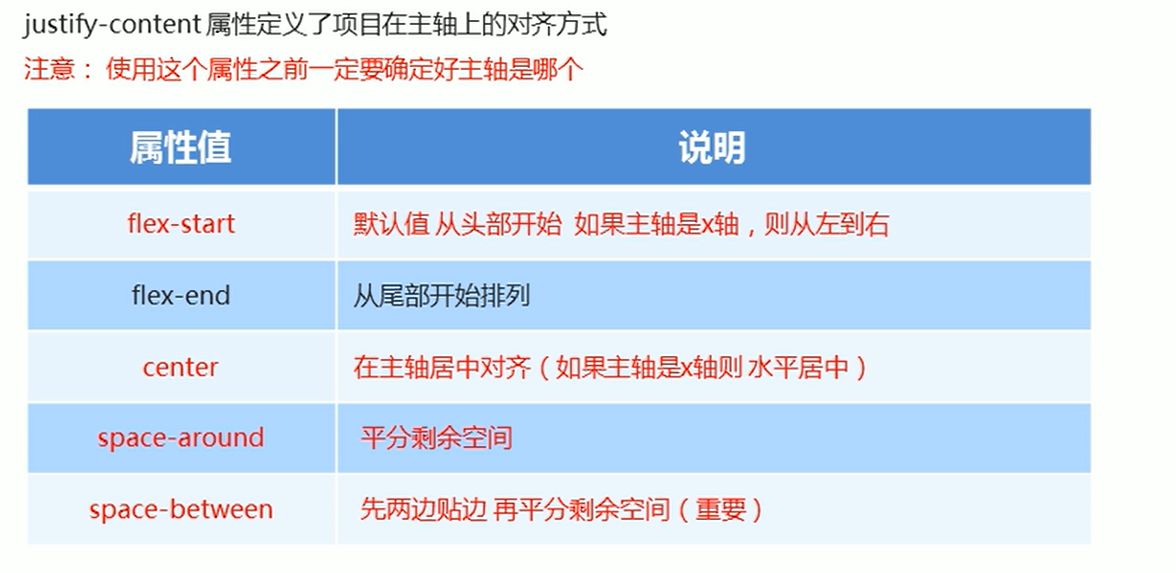 justify-content 属性定义了项目在主轴上的对齐方式
注意： 使用这个属性之前一定要确定好主轴是哪个
属性值 说明
flex-start 默认值 从头部开始 如果主轴是x轴，则从左到右
flex-end 从尾部开始排列
center 在主轴居中对齐（如果主轴是x轴则 水平居中）
space-around 平分剩余空间
space-between 先两边贴边 再平分剩余空间（重要）